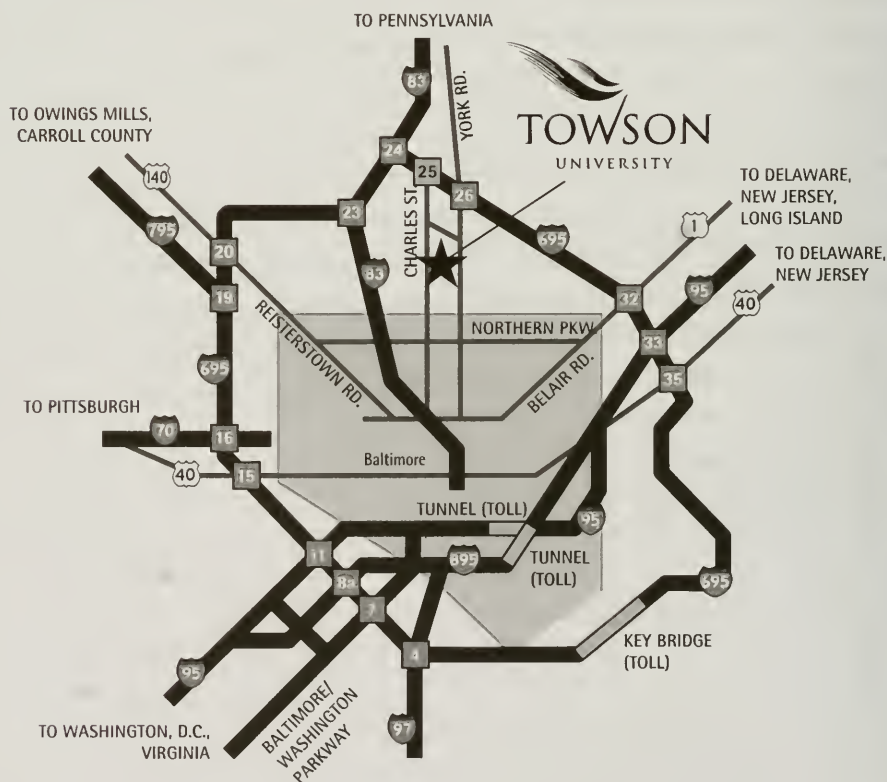 TO PENNSYLVANIA
83
YORK RD.
TOWSON
UNIVERSITY
TO OWINGS MILLS,
CARROLL COUNTY
140
795
24
25
26
23
CHARLES ST.
83
695
TO DELAWARE,
NEW JERSEY,
LONG ISLAND
1
TO DELAWARE,
NEW JERSEY
95
40
20
19
32
33
35
REISTERSTOWN RD.
NORTHERN PKW.
BELAIR RD.
695
TO PITTSBURGH
70
16
40
15
Baltimore
TUNNEL (TOLL)
95
TUNNEL
(TOLL)
11
895
8a
7
4
695
KEY BRIDGE
(TOLL)
95
TO WASHINGTON, D.C.,
VIRGINIA
BALTIMORE/
WASHINGTON
PARKWAY
97